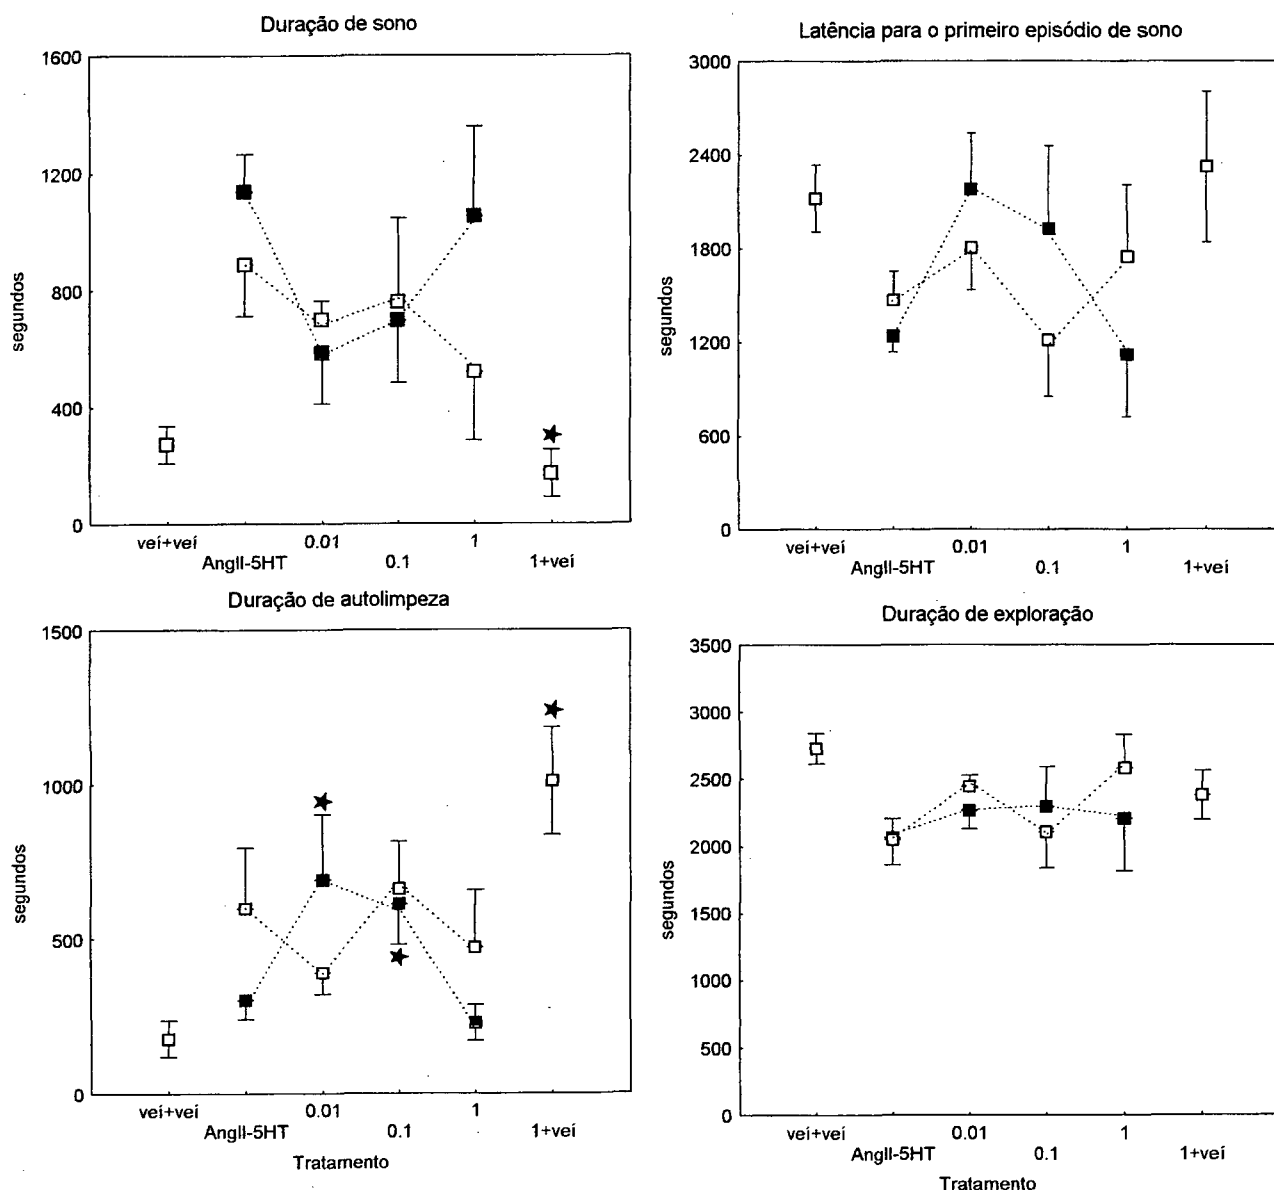 Duração de sono
1600
1200
800
400
0
segundos
veí+veí 0.01 1
AngII-5HT 0.1 1+veí
Latência para o primeiro episódio de sono
3000
2400
1800
1200
600
0
segundos
veí+veí 0.01 1
AngII-5HT 0.1 1+veí
Duração de autolimpeza
1500
1000
500
0
segundos
veí+veí 0.01 1
AngII-5HT 0.1 1+veí
Tratamento
Duração de exploração
3500
3000
2500
2000
1500
1000
500
0
segundos
veí+veí 0.01 1
AngII-5HT 0.1 1+veí
Tratamento